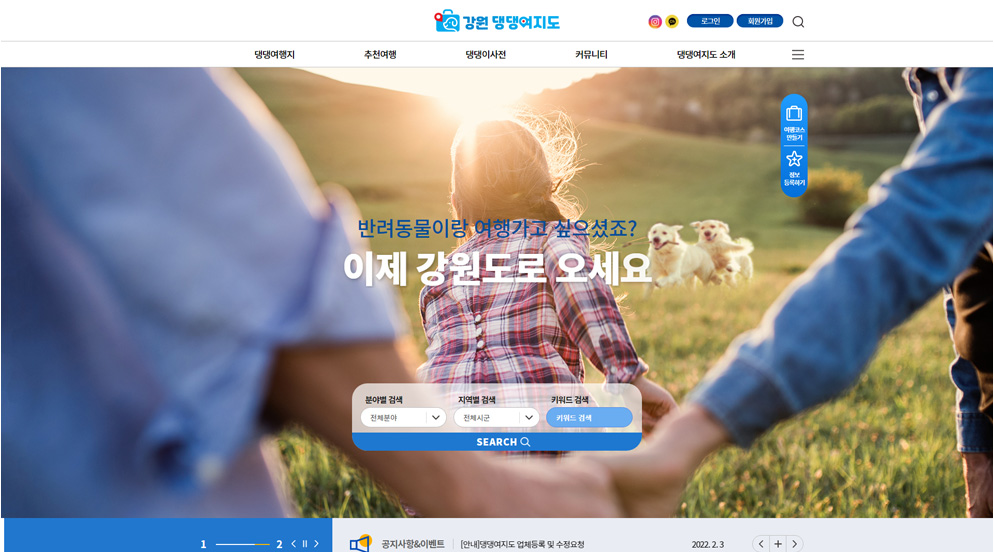 강원 댕댕여지도
로그인
회원가입
댕댕여행지
추천여행
댕댕이사전
커뮤니티
댕댕여지도 소개
여행코스
만들기
정보
등록하기
반려동물이랑 여행가고 싶으셨죠?
이제 강원도로 오세요
분야별 검색
지역별 검색
키워드 검색
전체분야
전체시군
키워드 검색
SEARCH
1
2
공지사항&이벤트
[안내]댕댕여지도 업체등록 및 수정요청
2022. 2. 3